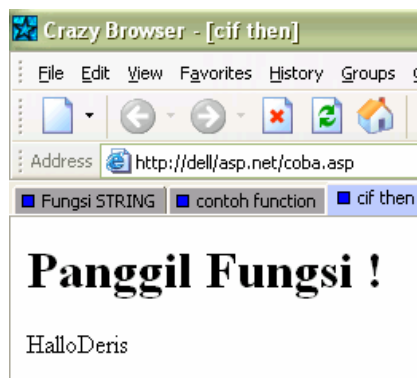 Crazy Browser - [cif then]
File Edit View Favorites History Groups
Address http://dell/asp.net/coba.asp
Fungsi STRING contoh function cif then
Panggil Fungsi !
HalloDeris